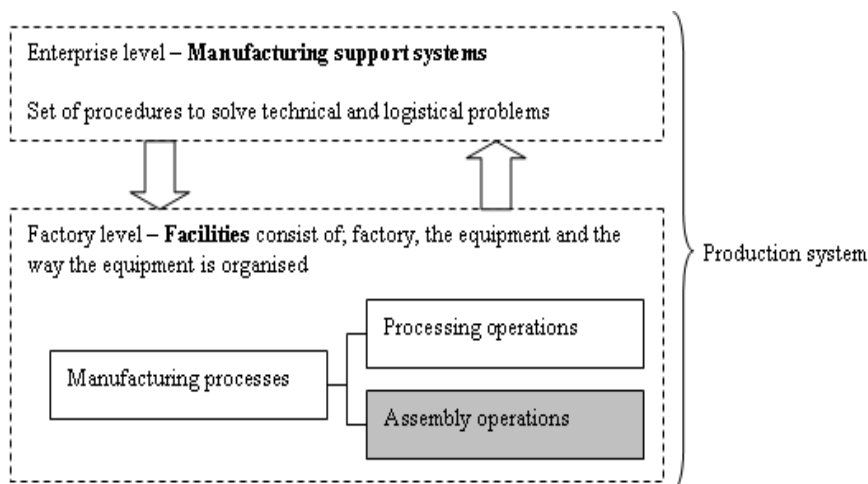 Enterprise level – Manufacturing support systems
Set of procedures to solve technical and logistical problems
Factory level – Facilities consist of; factory, the equipment and the
way the equipment is organised
Processing operations
Manufacturing processes
Assembly operations
Production system